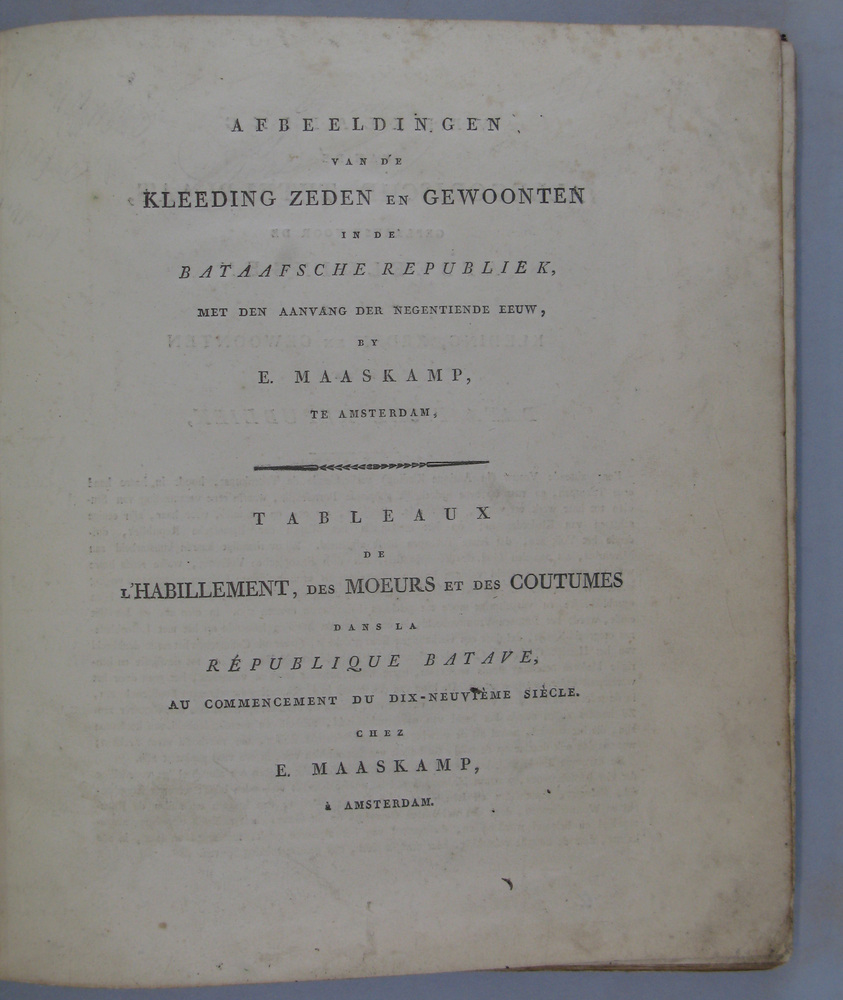 AFBEELDINGEN
VAN DE
KLEEDING ZEDEN EN GEWOONTEN
IN DE
BATAAFSCHE REPUBLIEK,
MET DEN AANVANG DER NEGENTIENDE EEUW,
BY
E. MAASKAMP,
TE AMSTERDAM,
TABLEAUX
DE
L'HABILLEMENT, DES MOEURS ET DES COUTUMES
DANS LA
RÉPUBLIQUE BATAVE,
AU COMMENCEMENT DU DIX-NEUVIÈME SIÈCLE.
CHEZ
E. MAASKAMP,
à AMSTERDAM.